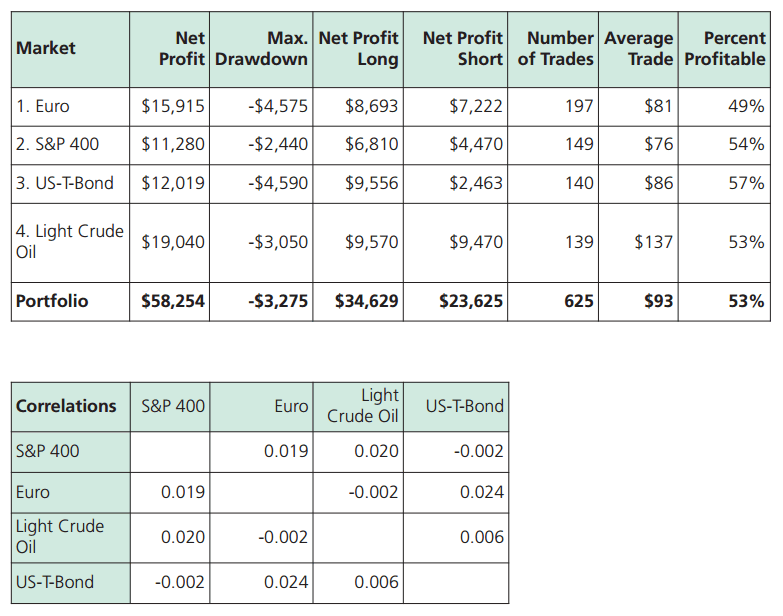 Market Net Profit Max. Drawdown Net Profit Long Net Profit Short Number of Trades Average Trade Percent Profitable
1. Euro $15,915 -$4,575 $8,693 $7,222 197 $81 49%
2. S&P 400 $11,280 -$2,440 $6,810 $4,470 149 $76 54%
3. US-T-Bond $12,019 -$4,590 $9,556 $2,463 140 $86 57%
4. Light Crude Oil $19,040 -$3,050 $9,570 $9,470 139 $137 53%
Portfolio $58,254 -$3,275 $34,629 $23,625 625 $93 53%
Correlations S&P 400 Euro Light Crude Oil US-T-Bond
S&P 400 0.019 0.020 -0.002
Euro 0.019 -0.002 0.024
Light Crude Oil 0.020 -0.002 0.006
US-T-Bond -0.002 0.024 0.006